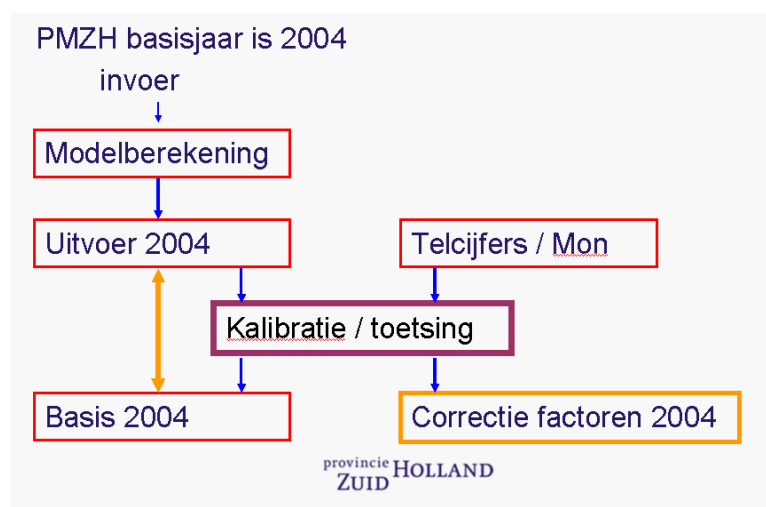 PMZH basisjaar is 2004
invoer
Modelberekening
Uitvoer 2004
Telcijfers / Mon
Kalibratie / toetsing
Basis 2004
Correctie factoren 2004
provincie HOLLAND
ZUID